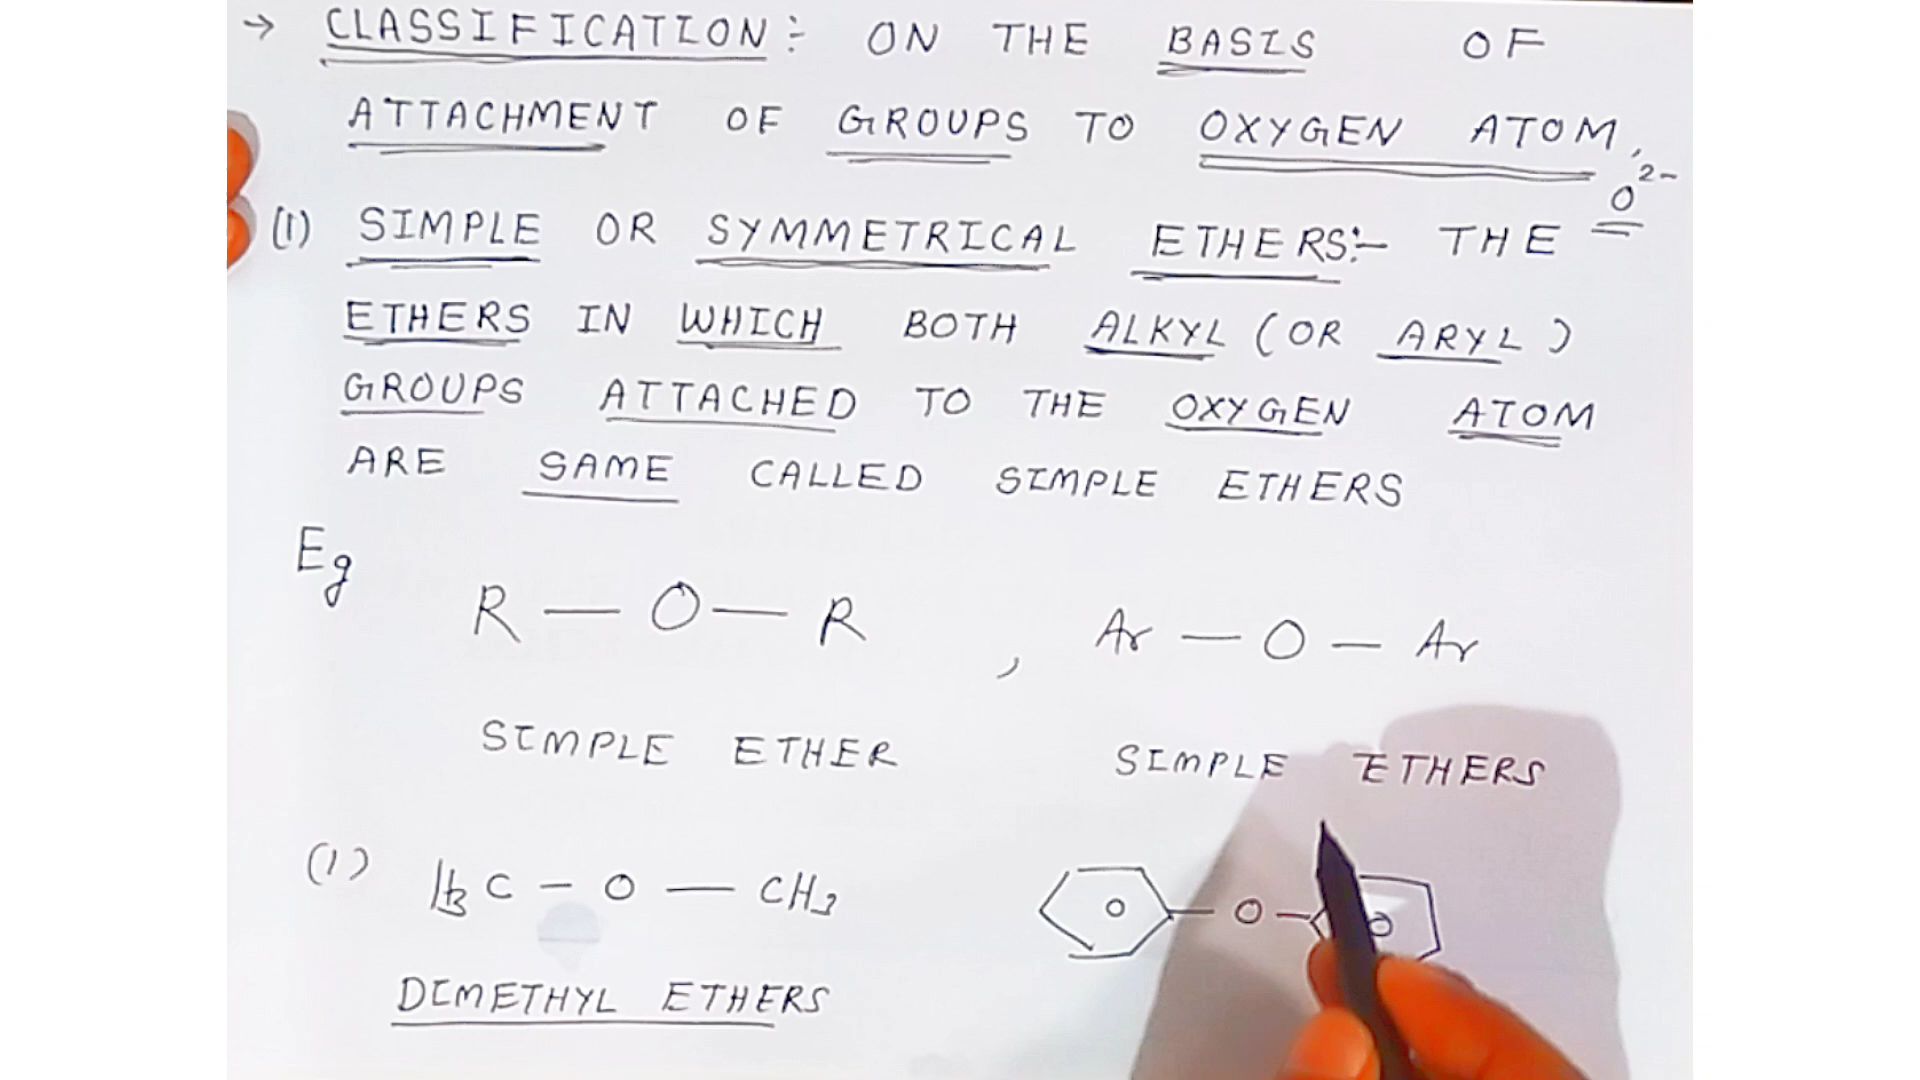 → CLASSIFICATION:- ON THE BASIS OF
ATTACHMENT OF GROUPS TO OXYGEN ATOM,
O2-
(1) SIMPLE OR SYMMETRICAL ETHERS:- THE
ETHERS IN WHICH BOTH ALKYL (OR ARYL)
GROUPS ATTACHED TO THE OXYGEN ATOM
ARE SAME CALLED SIMPLE ETHERS
Eg
R — O — R , Ar — O — Ar
SIMPLE ETHER SIMPLE ETHERS
(1) H3C - O — CH3 O - O - O
DIMETHYL ETHERS